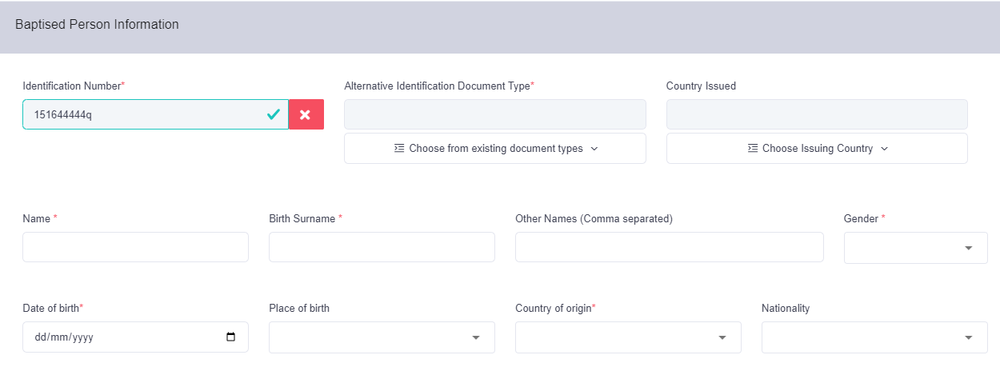 Baptised Person Information
Identification Number* Alternative Identification Document Type* Country Issued
151644444q
Choose from existing document types Choose Issuing Country
Name * Birth Surname * Other Names (Comma separated) Gender *
Date of birth* Place of birth Country of origin* Nationality
dd/mm/yyyy